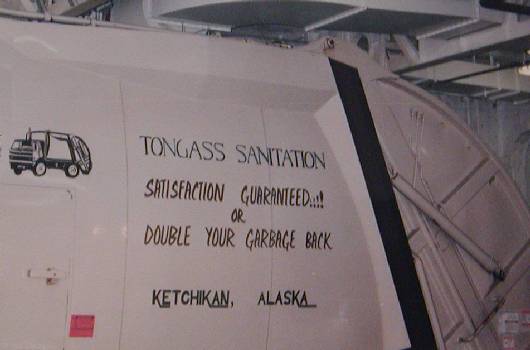 TONGASS SANITATION
SATISFACTION GUARANTEED..!!
OR
DOUBLE YOUR GARBAGE BACK
KETCHIKAN, ALASKA